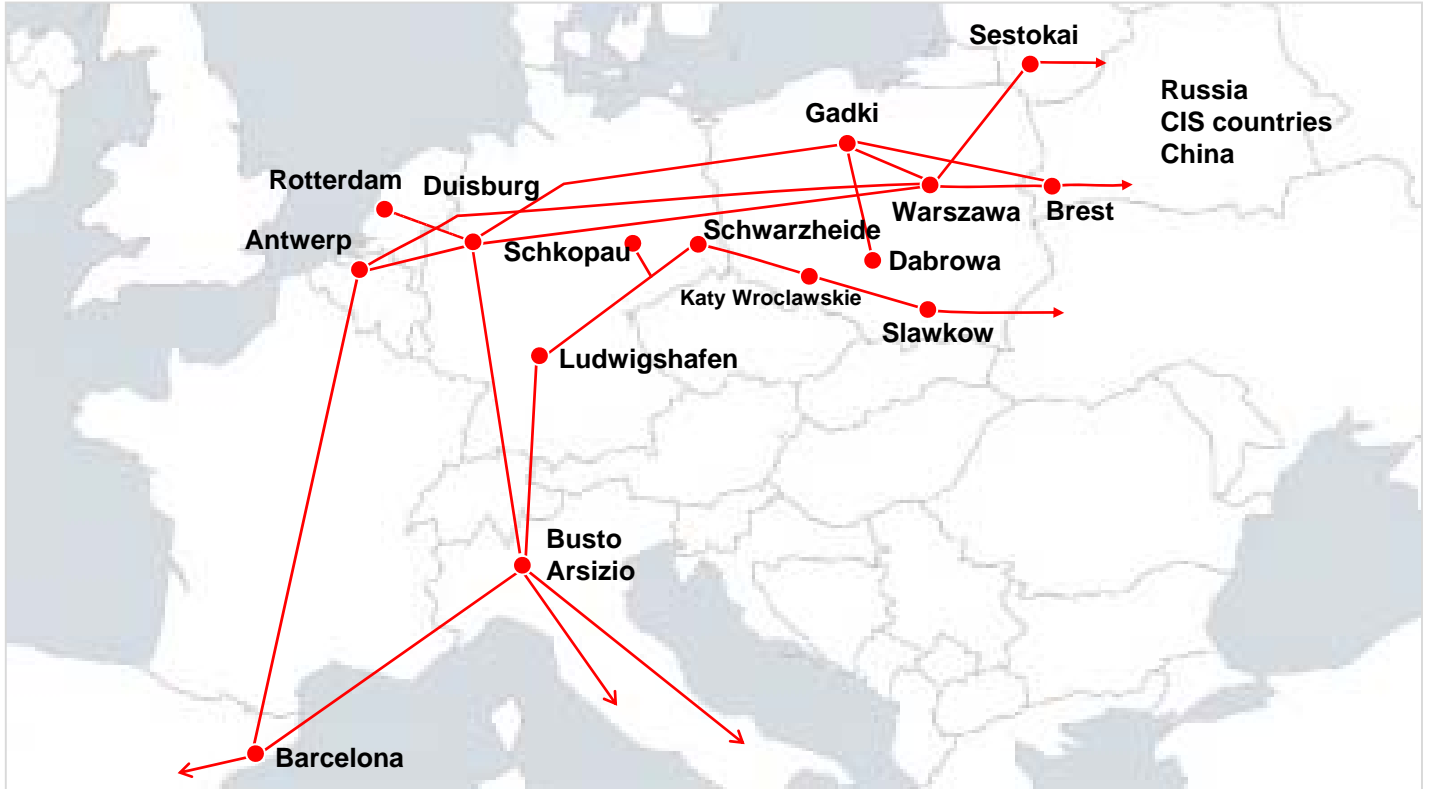 Sestokai
Russia
CIS countries
China
Gadki
Rotterdam
Duisburg
Warszawa
Brest
Antwerp
Schkopau
Schwarzheide
Dabrowa
Katy Wroclawskie
Slawkow
Ludwigshafen
Busto
Arsizio
Barcelona